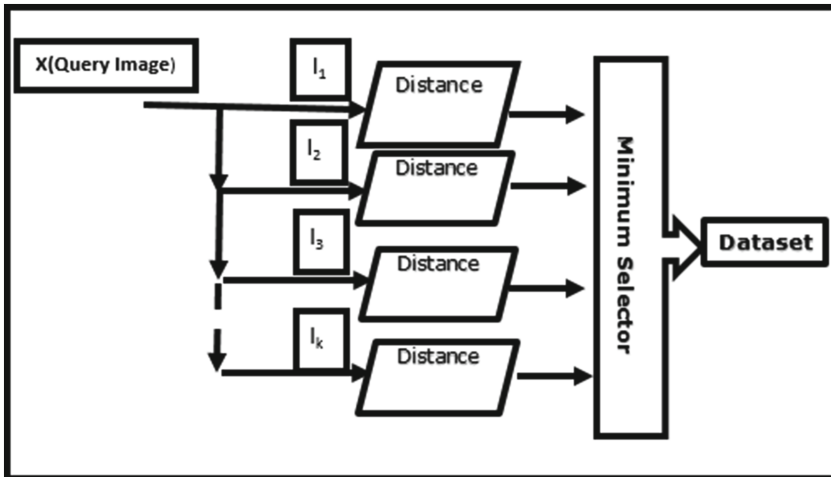 X(Query Image)
I1
Distance
I2
Distance
I3
Distance
Ik
Distance
Minimum Selector
Dataset